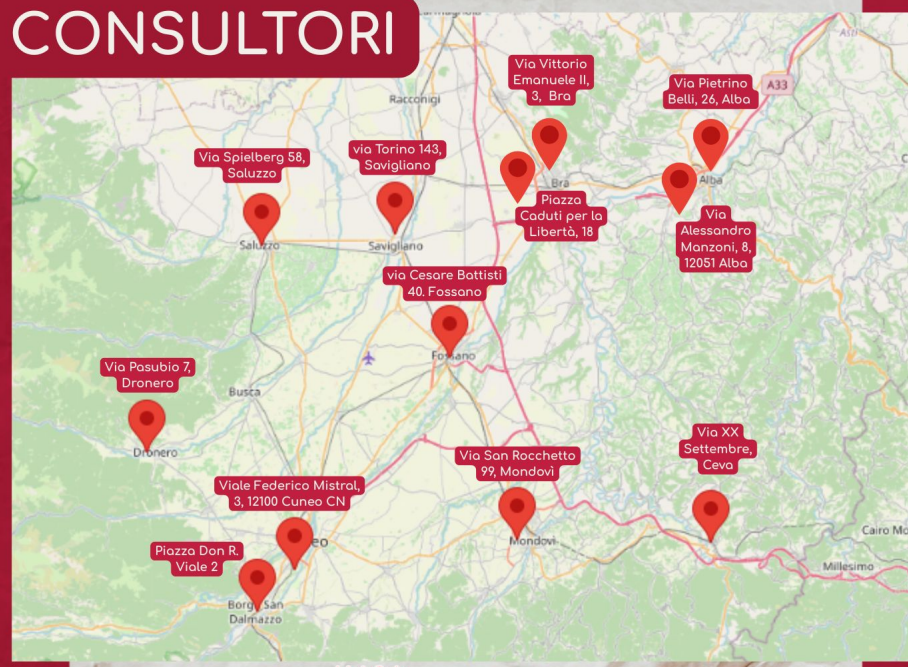 CONSULTORI
Via Vittorio
Emanuele II,
3, Bra
Via Pietrino
Belli, 26, Alba
A33
Asti
Racconigi
Via Spielberg 58,
Saluzzo
via Torino 143,
Savigliano
Bra
Alba
Piazza
Caduti per la
Libertà, 18
Via
Alessandro
Manzoni, 8,
12051 Alba
Saluzzo
Savigliano
via Cesare Battisti
40. Fossano
Fossano
Via Pasubio 7,
Dronero
Busca
Dronero
Via XX
Settembre,
Ceva
Via San Rocchetto
99, Mondovì
Viale Federico Mistral,
3, 12100 Cuneo CN
eo
Mondovì
Cairo Mo
Piazza Don R.
Viale 2
Millesimo
Borgo San
Dalmazzo